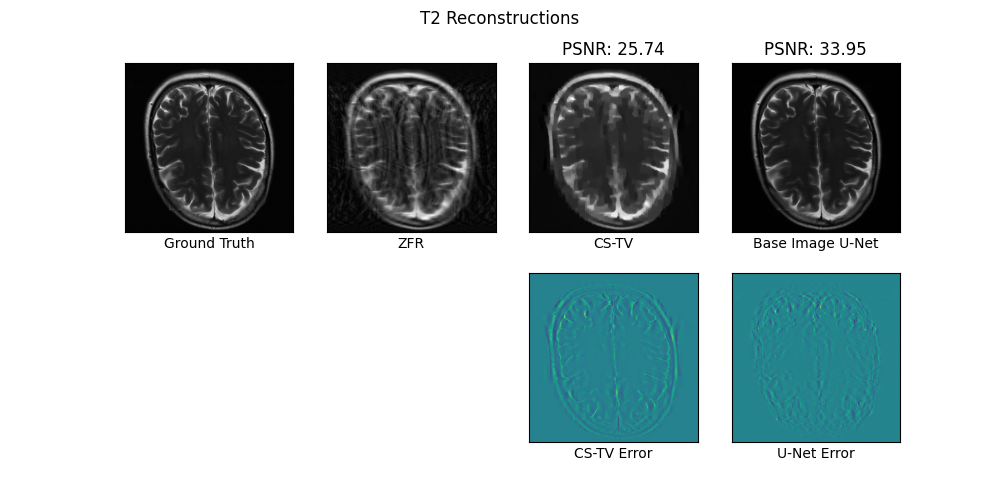 T2 Reconstructions
PSNR: 25.74
PSNR: 33.95
Ground Truth
ZFR
CS-TV
Base Image U-Net
CS-TV Error
U-Net Error